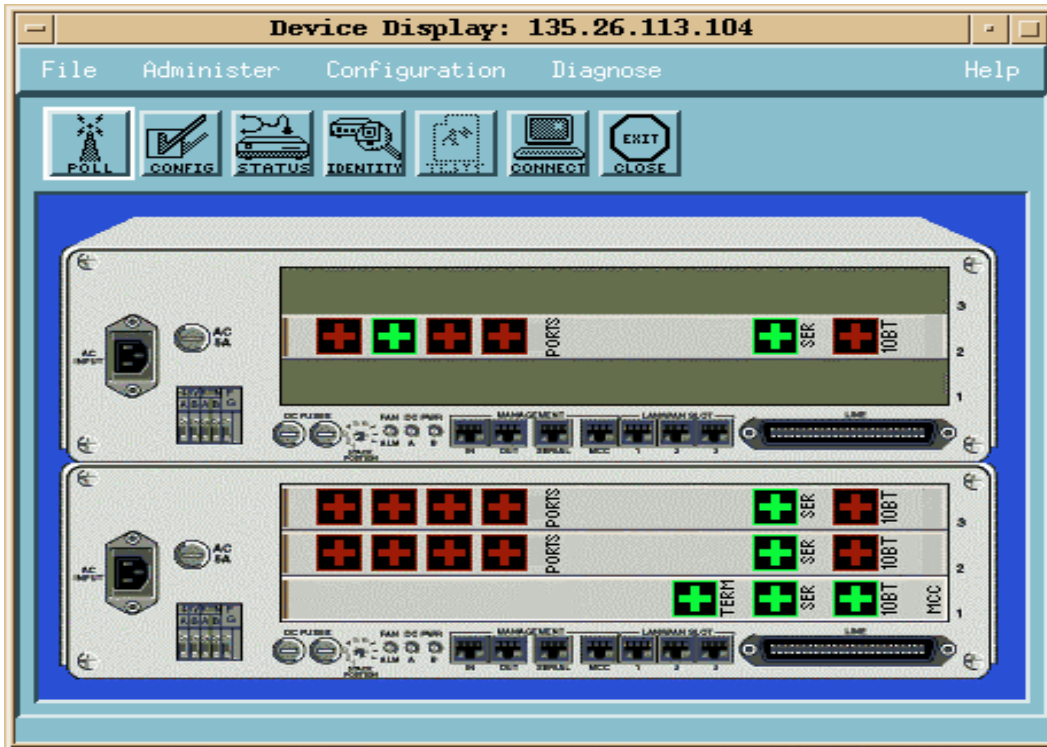 Device Display: 135.26.113.104
File Administer Configuration Diagnose Help
POLL CONFIG STATUS IDENTITY CONNECT EXIT CLOSE
3
AC 5A PORTS SER 10BT
AC INPUT 2
1
DC FUSES FAN DC PWR MANAGEMENT LAN/WAN SLOT LINE
ALM A B IN OUT SERIAL MCC 1 2 3
STACK POSITION
PORTS SER 10BT
3
AC 5A PORTS SER 10BT
AC INPUT 2
TERM SER 10BT MCC
1
DC FUSES FAN DC PWR MANAGEMENT LAN/WAN SLOT LINE
ALM A B IN OUT SERIAL MCC 1 2 3
STACK POSITION